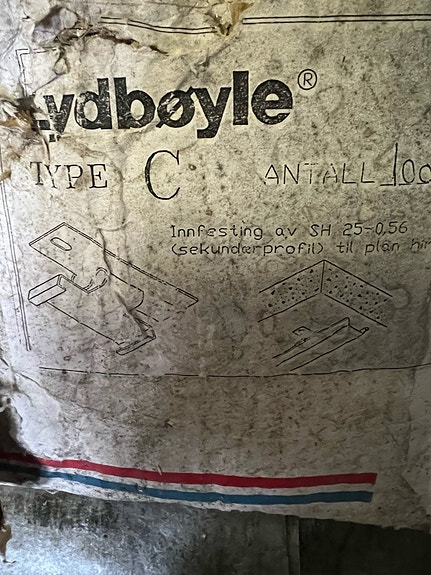 Lydbøyle®
TYPE C ANTALL 100
Innfesting av SH 25-0,56
(sekundærprofil) til plan